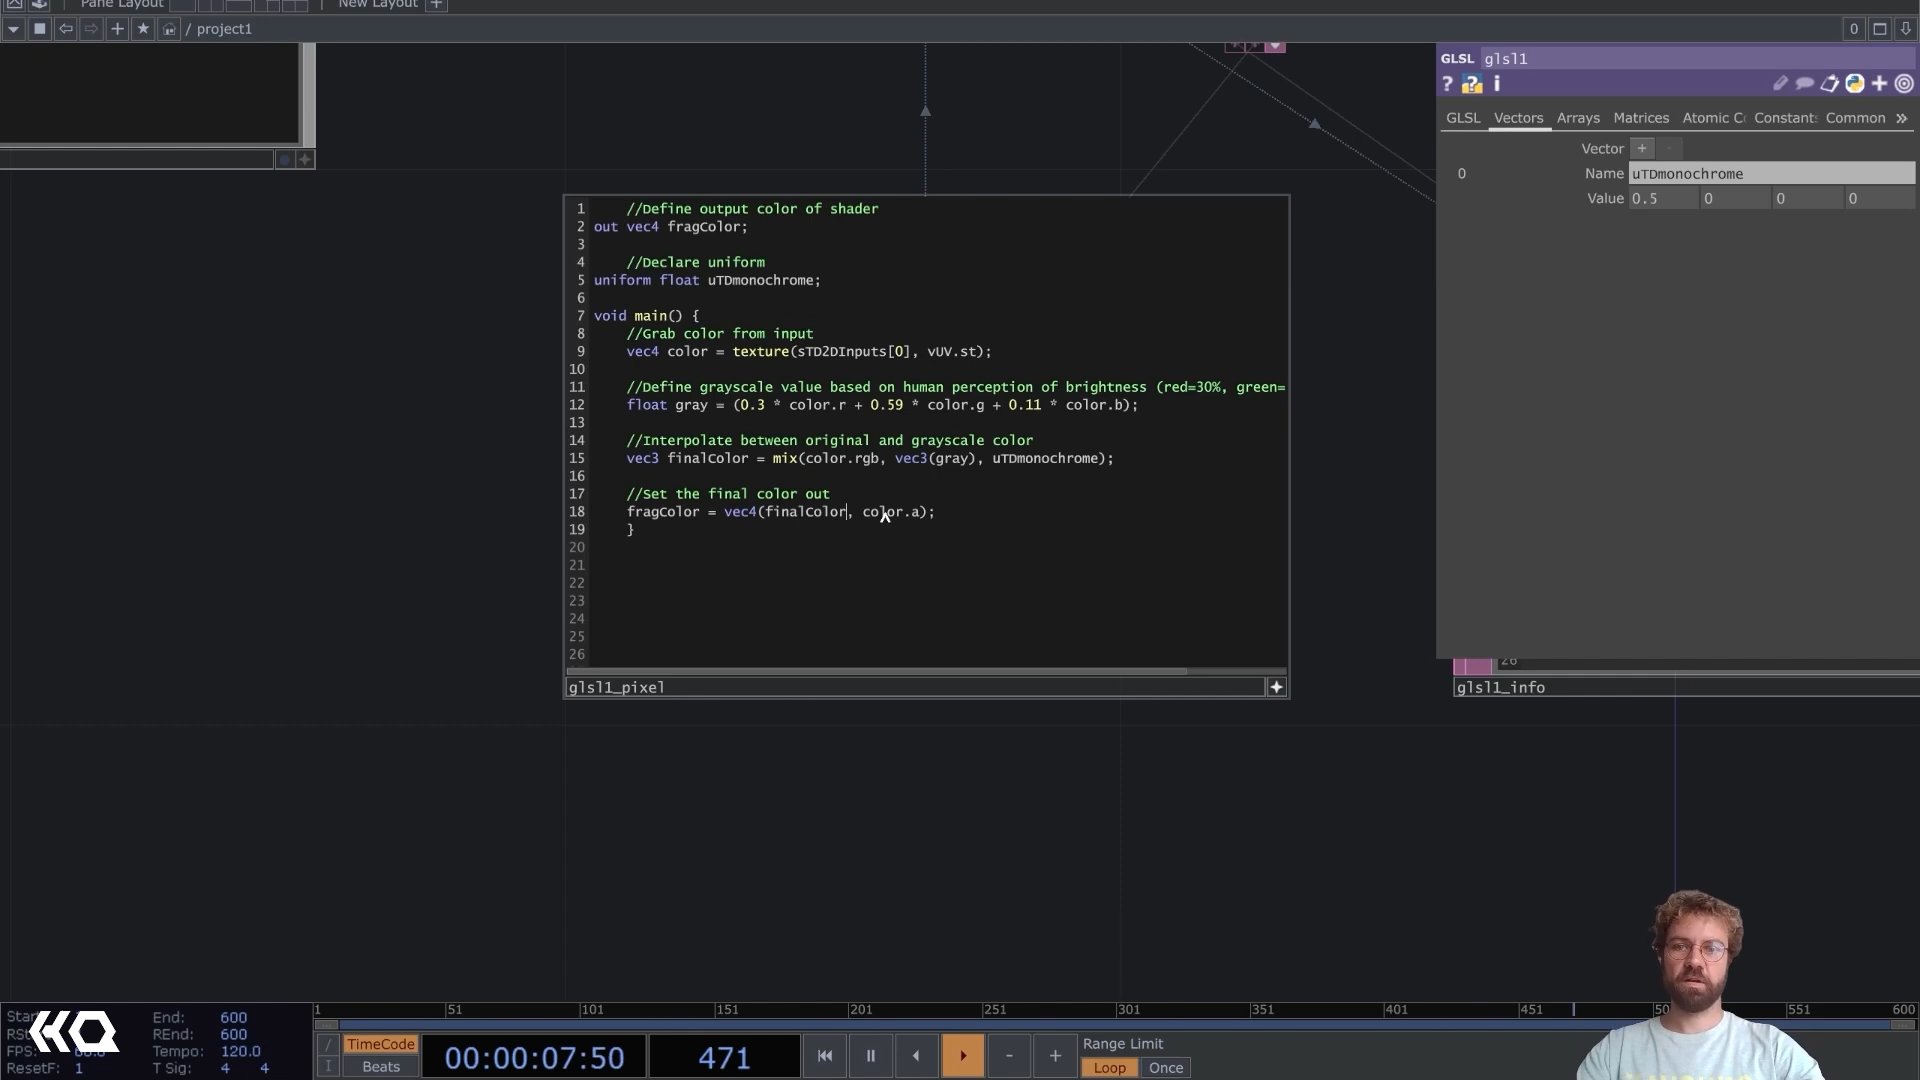 Pane Layout
New Layout +
/ project1
0
GLSL glsl1
? ? i
GLSL Vectors Arrays Matrices Atomic C Constant Common »
Vector + -
0 Name uTDmonochrome
Value 0.5 0 0 0
1 //Define output color of shader
2 out vec4 fragColor;
3
4 //Declare uniform
5 uniform float uTDmonochrome;
6
7 void main() {
8 //Grab color from input
9 vec4 color = texture(sTD2DInputs[0], vUV.st);
10
11 //Define grayscale value based on human perception of brightness (red=30%, green=
12 float gray = (0.3 * color.r + 0.59 * color.g + 0.11 * color.b);
13
14 //Interpolate between original and grayscale color
15 vec3 finalColor = mix(color.rgb, vec3(gray), uTDmonochrome);
16
17 //Set the final color out
18 fragColor = vec4(finalColor, color.a);
19 }
20
21
22
23
24
25
26
glsl1_pixel
26
glsl1_info
1 51 101 151 201 251 301 351 401 451 551 600
End: 600
REnd: 600
FPS: Tempo: 120.0
ResetF: 1 T Sig: 4 4
HQ
/
I
TimeCode
Beats
00:00:07:50
471
- +
Range Limit
Loop Once